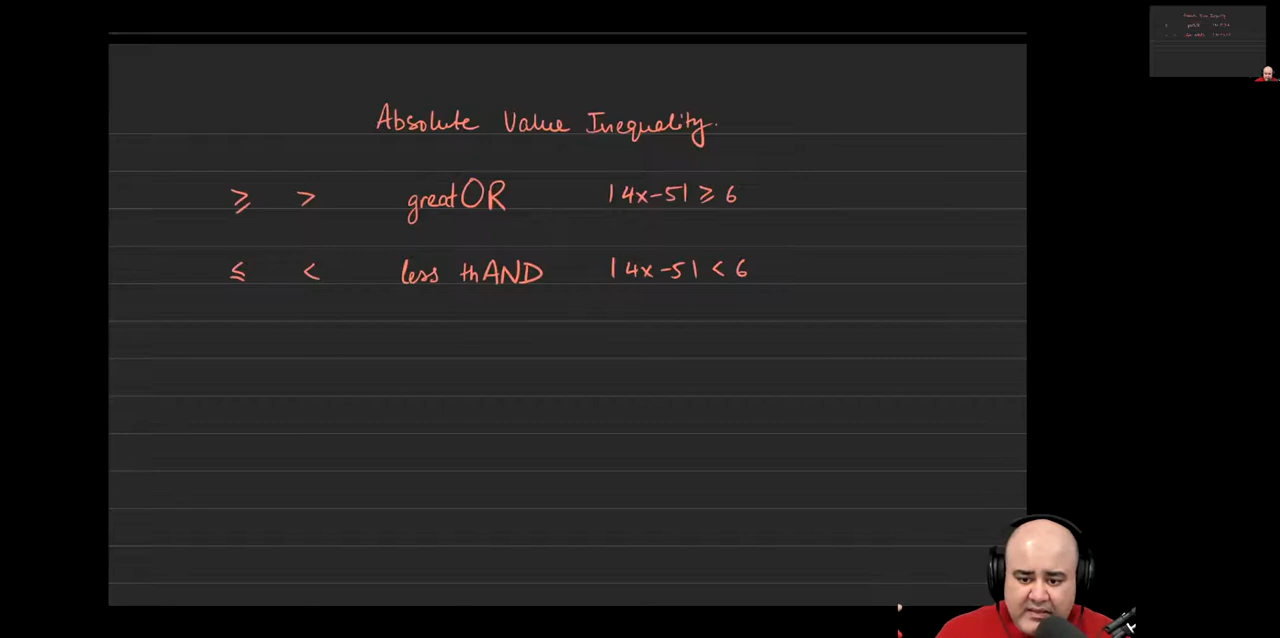 Absolute Value Inequality.
≥ > greatOR |4x-5| ≥ 6
≤ < less thAND |4x-5| < 6